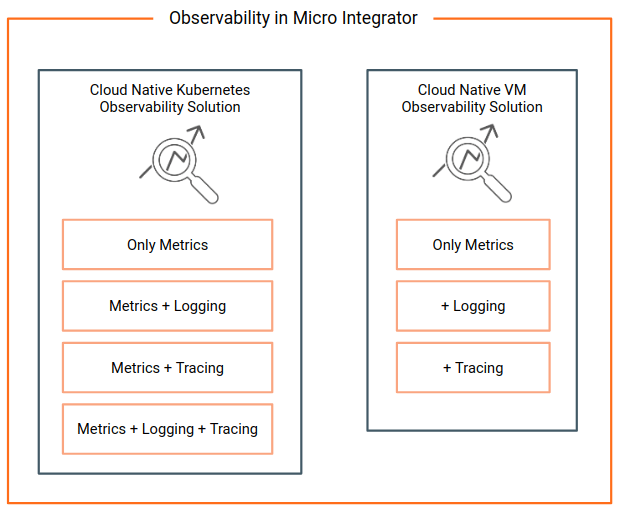 Observability in Micro Integrator
Cloud Native Kubernetes
Observability Solution
Only Metrics
Metrics + Logging
Metrics + Tracing
Metrics + Logging + Tracing
Cloud Native VM
Observability Solution
Only Metrics
+ Logging
+ Tracing